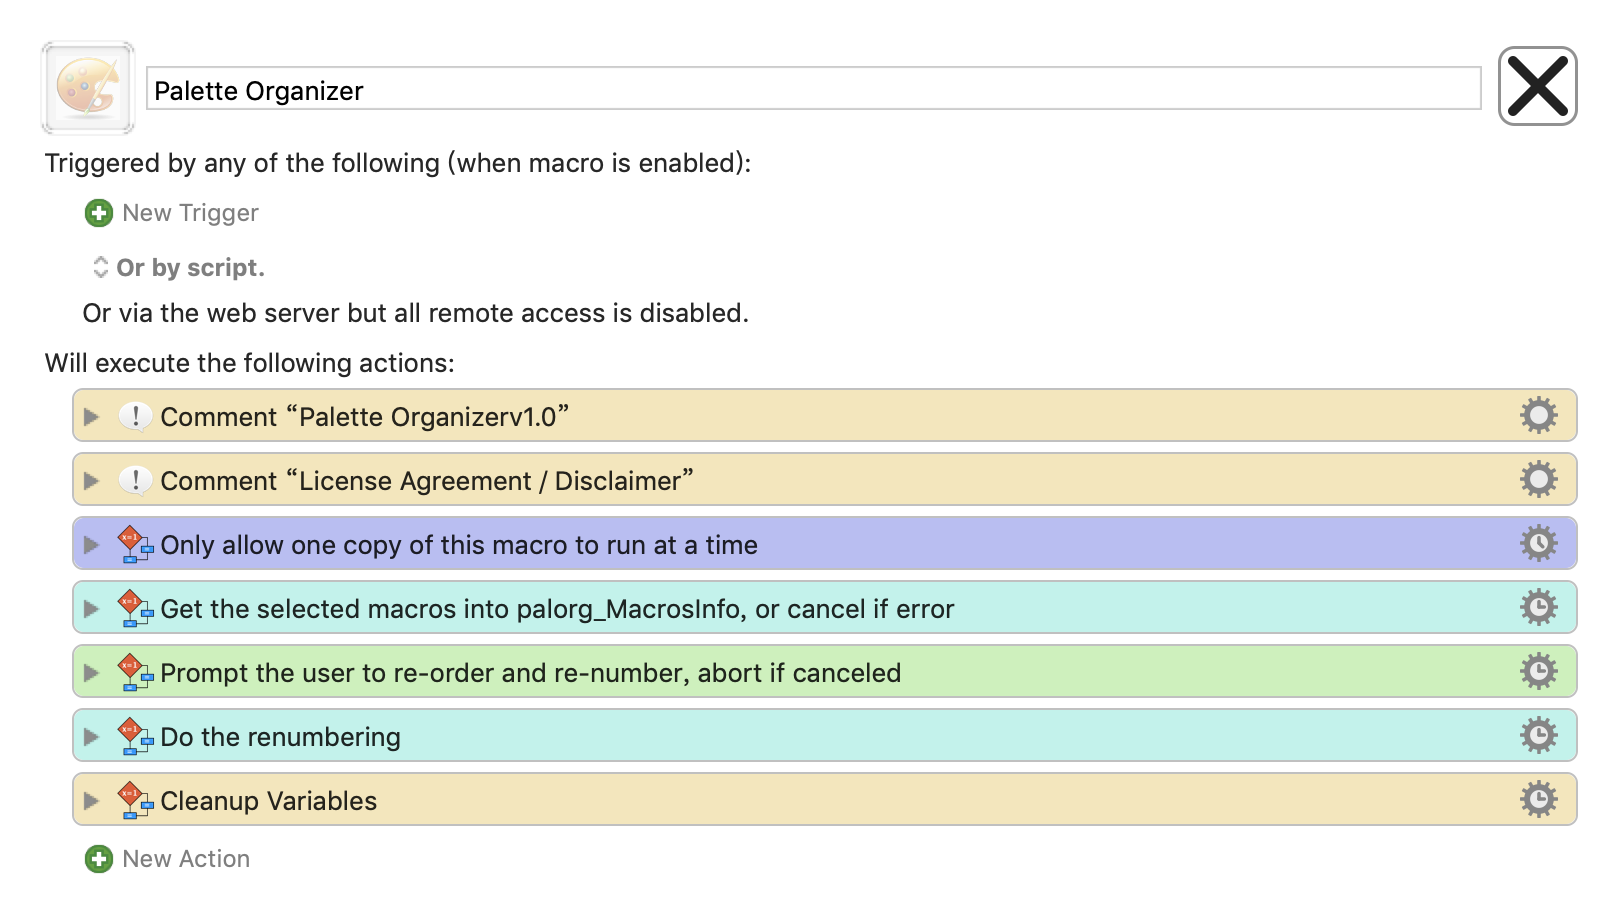 Palette Organizer
Triggered by any of the following (when macro is enabled):
New Trigger
Or by script.
Or via the web server but all remote access is disabled.
Will execute the following actions:
Comment “Palette Organizerv1.0”
Comment “License Agreement / Disclaimer”
Only allow one copy of this macro to run at a time
Get the selected macros into palorg_MacrosInfo, or cancel if error
Prompt the user to re-order and re-number, abort if canceled
Do the renumbering
Cleanup Variables
New Action